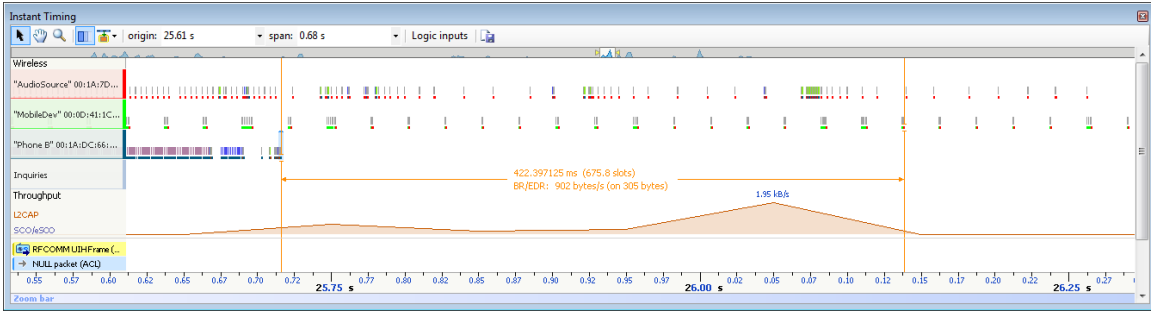 Instant Timing
origin: 25.61 s span: 0.68 s Logic inputs
Wireless
"AudioSource" 00:1A:7D...
"MobileDev" 00:0D:41:1C...
"Phone B" 00:1A:DC:66:...
Inquiries
422.397125 ms (675.8 slots)
BR/EDR: 902 bytes/s (on 305 bytes)
Throughput
1.95 kB/s
L2CAP
SCO/eSCO
RFCOMM UIHFrame (...
NULL packet (ACL)
0.55 0.57 0.60 0.62 0.65 0.67 0.70 0.72 25.75 s 0.77 0.80 0.82 0.85 0.87 0.90 0.92 0.95 0.97 26.00 s 0.02 0.05 0.07 0.10 0.12 0.15 0.17 0.20 0.22 26.25 s 0.27
Zoom bar